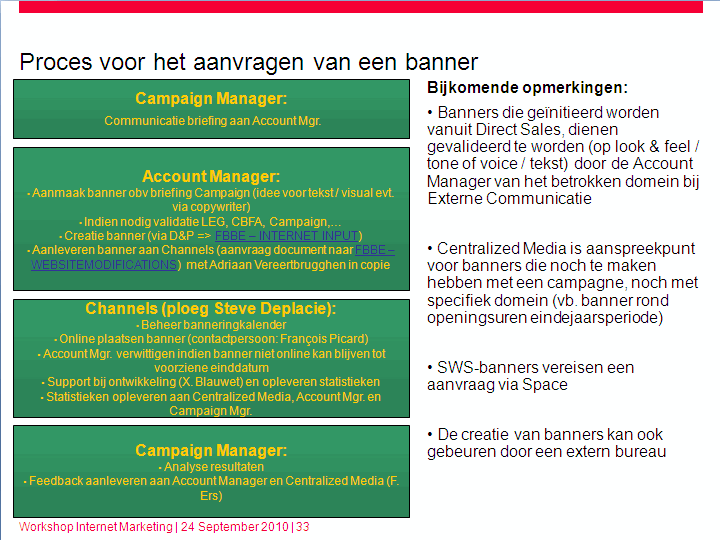 Proces voor het aanvragen van een banner
Campaign Manager:
Communicatie briefing aan Account Mgr.
Account Manager:
• Aanmaak banner obv briefing Campaign (idee voor tekst / visual evt.
via copywriter)
• Indien nodig validatie LEG, CBFA, Campaign,…
• Creatie banner (via D&P => FBBE – INTERNET INPUT)
• Aanleveren banner aan Channels (aanvraag document naar FBBE –
WEBSITEMODIFICATIONS) met Adriaan Vereertbrugghen in copie
Channels (ploeg Steve Deplacie):
• Beheer banneringkalender
• Online plaatsen banner (contactpersoon: François Picard)
• Account Mgr. verwittigen indien banner niet online kan blijven tot
voorziene einddatum
• Support bij ontwikkeling (X. Blauwet) en opleveren statistieken
• Statistieken opleveren aan Centralized Media, Account Mgr. en
Campaign Mgr.
Campaign Manager:
• Analyse resultaten
• Feedback aanleveren aan Account Manager en Centralized Media (F.
Ers)
Bijkomende opmerkingen:
• Banners die geïnitieerd worden
vanuit Direct Sales, dienen
gevalideerd te worden (op look & feel /
tone of voice / tekst) door de Account
Manager van het betrokken domein bij
Externe Communicatie
• Centralized Media is aanspreekpunt
voor banners die noch te maken
hebben met een campagne, noch met
specifiek domein (vb. banner rond
openingsuren eindejaarsperiode)
• SWS-banners vereisen een
aanvraag via Space
• De creatie van banners kan ook
gebeuren door een extern bureau
Workshop Internet Marketing | 24 September 2010 | 33